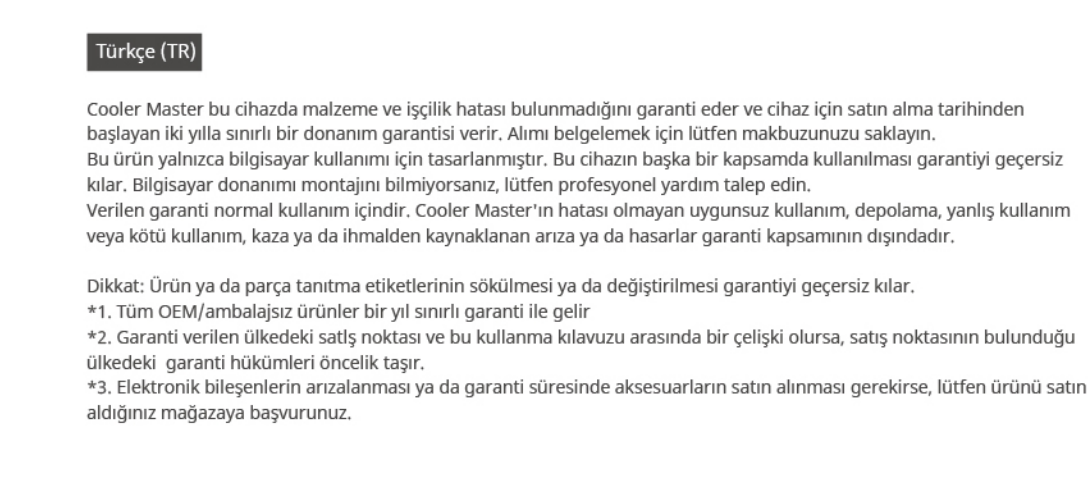 Türkçe (TR)
Cooler Master bu cihazda malzeme ve işçilik hatası bulunmadığını garanti eder ve cihaz için satın alma tarihinden
başlayan iki yılla sınırlı bir donanım garantisi verir. Alımı belgelemek için lütfen makbuzunuzu saklayın.
Bu ürün yalnızca bilgisayar kullanımı için tasarlanmıştır. Bu cihazın başka bir kapsamda kullanılması garantiyi geçersiz
kılar. Bilgisayar donanımı montajını bilmiyorsanız, lütfen profesyonel yardım talep edin.
Verilen garanti normal kullanım içindir. Cooler Master'ın hatası olmayan uygunsuz kullanım, depolama, yanlış kullanım
veya kötü kullanım, kaza ya da ihmalden kaynaklanan arıza ya da hasarlar garanti kapsamının dışındadır.
Dikkat: Ürün ya da parça tanıtma etiketlerinin sökülmesi ya da değiştirilmesi garantiyi geçersiz kılar.
*1. Tüm OEM/ambalajsız ürünler bir yıl sınırlı garanti ile gelir
*2. Garanti verilen ülkedeki satlş noktası ve bu kullanma kılavuzu arasında bir çelişki olursa, satış noktasının bulunduğu
ülkedeki  garanti hükümleri öncelik taşır.
*3. Elektronik bileşenlerin arızalanması ya da garanti süresinde aksesuarların satın alınması gerekirse, lütfen ürünü satın
aldığınız mağazaya başvurunuz.